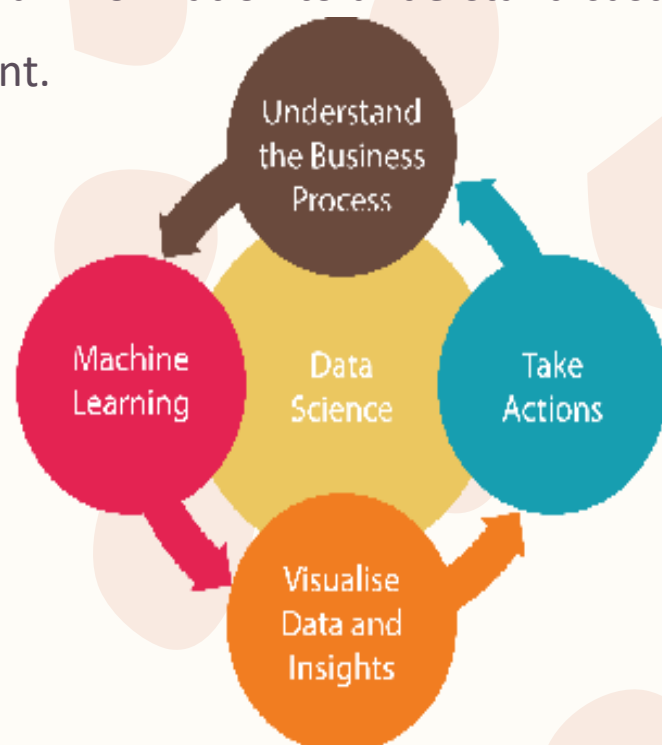 nt.
Understand
the Business
Process
Machine
Learning
Data
Science
Take
Actions
Visualise
Data and
Insights